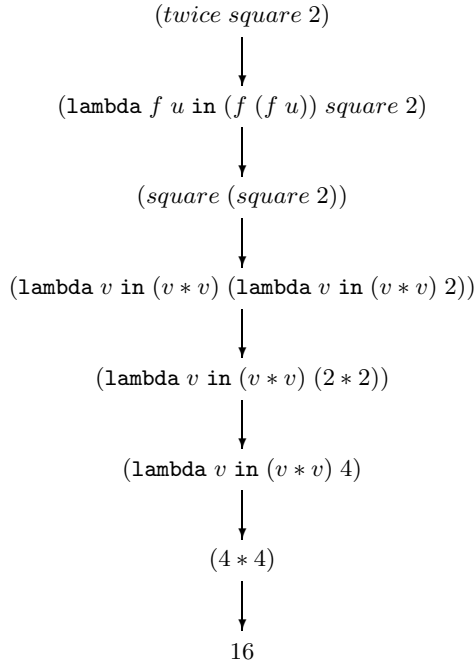 (twice square 2)
(lambda f u in (f (f u)) square 2)
(square (square 2))
(lambda v in (v ∗ v) (lambda v in (v ∗ v) 2))
(lambda v in (v ∗ v) (2 ∗ 2))
(lambda v in (v ∗ v) 4)
(4 ∗ 4)
16